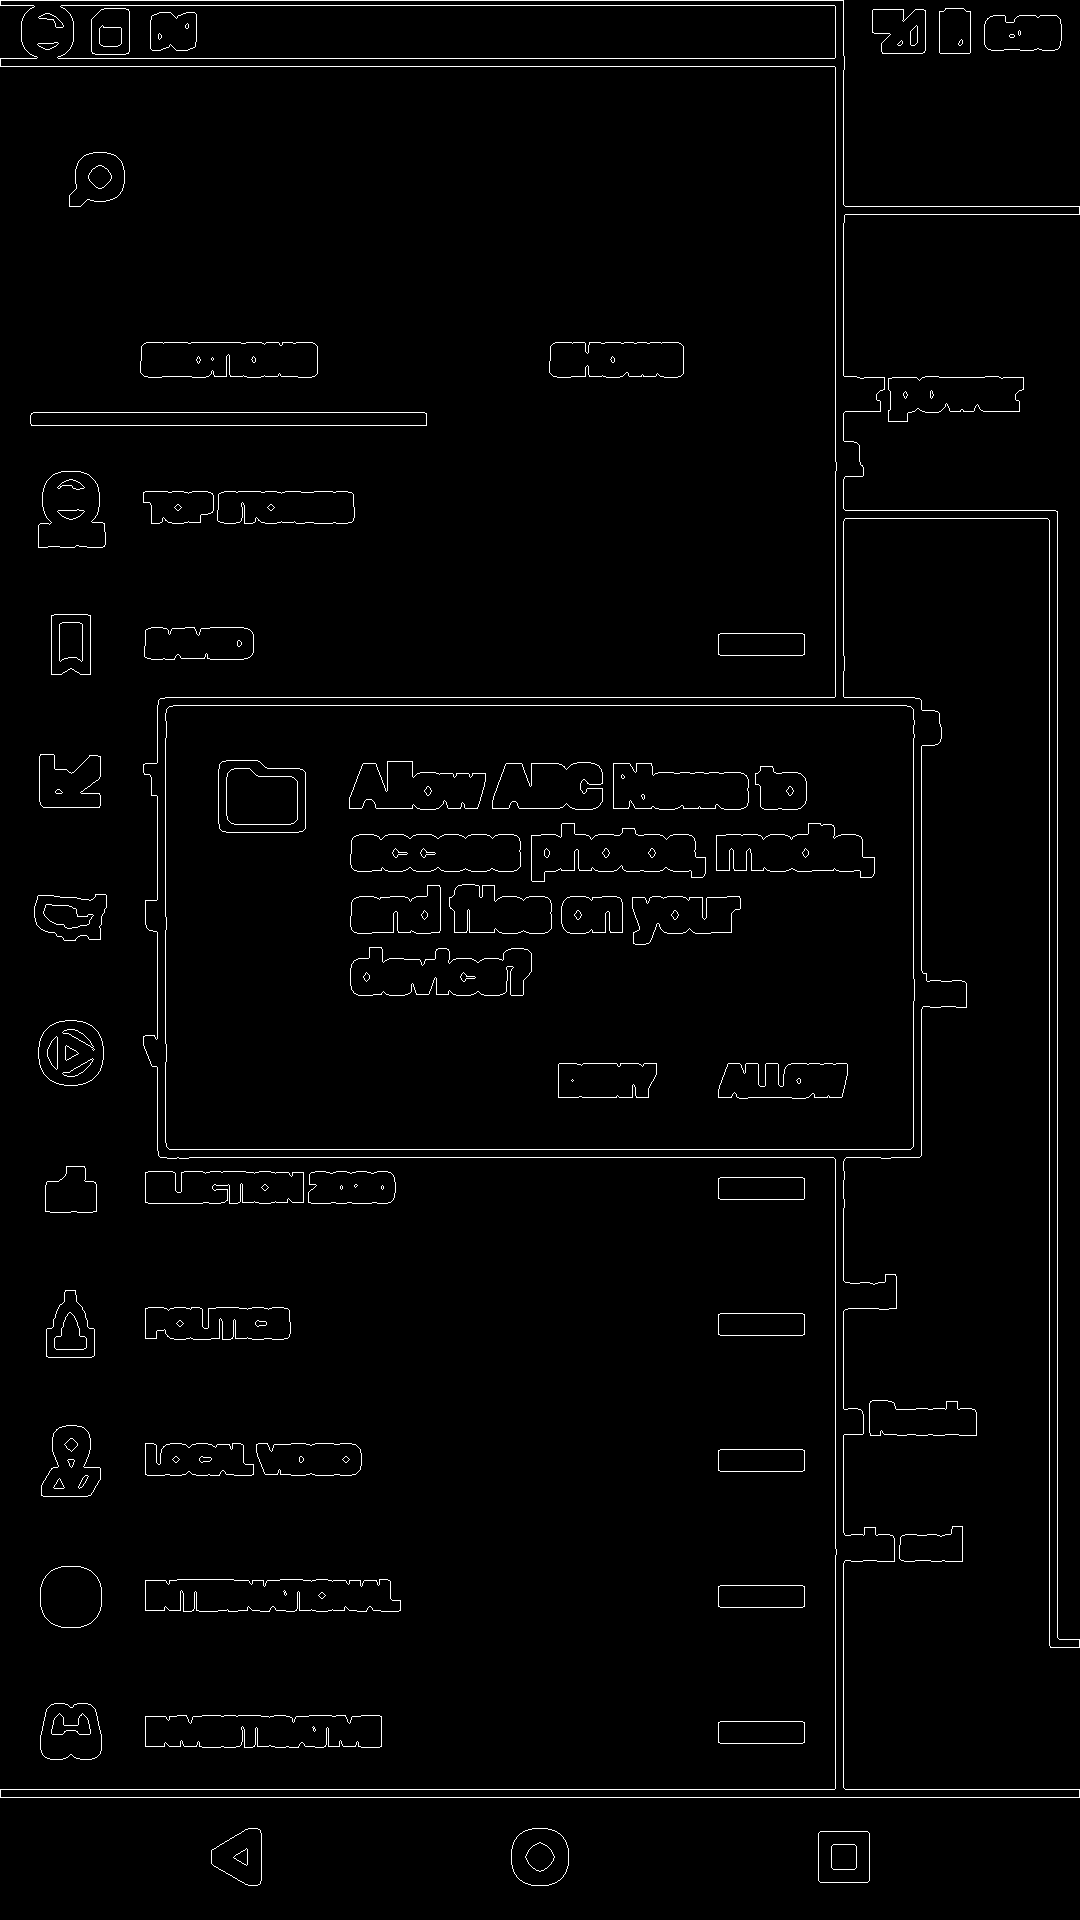 SECTIONS
SHOWS
power
TOP STORIES
SAVED
Allow ABC News to
access photos, media,
and files on your
device?
DENY
ALLOW
ELECTION 2020
POLITICS
LOCAL VIDEO
INTERNATIONAL
INVESTIGATIVE